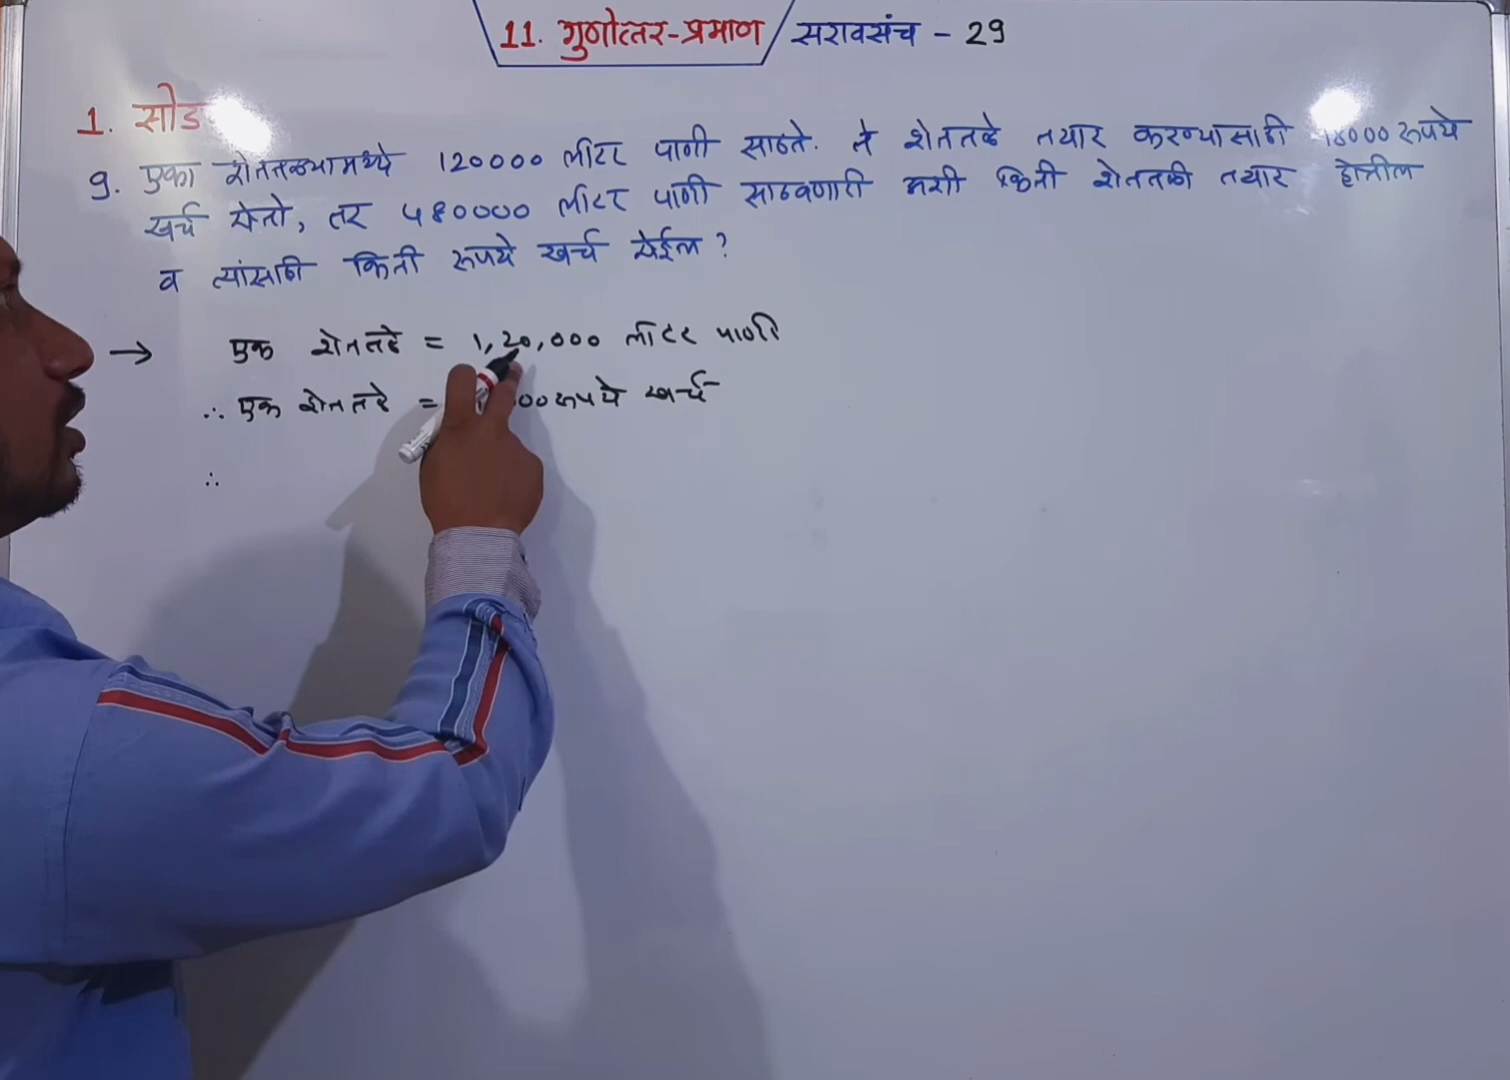 11. गुणोत्तर-प्रमाण / सरावसंच - 29
1. सोड
9. एका शेततळ्यामध्ये 120000 लीटर पाणी साठते. ते शेततळे तयार करण्यासाठी 18000 रूपये
खर्च येतो, तर 480000 लीटर पाणी साठवणारी अशी किती शेततळी तयार होतील
व त्यांसाठी किती रूपये खर्च येईल ?
→ एक शेततळे = 1,20,000 लीटर पाणी
∴ एक शेततळे = 000 रूपये खर्च
∴